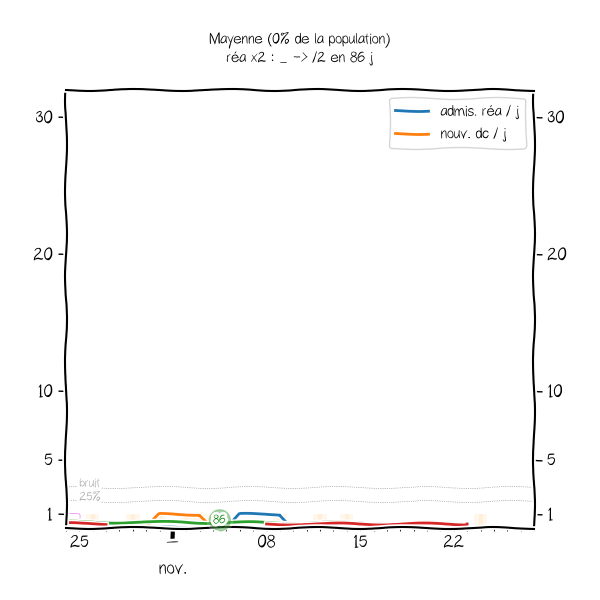 Mayenne (0% de la population)
réa x2 : _ -> /2 en 86 j
admis. réa / j
nouv. dc / j
30
30
20
20
10
10
5
5
bruit
25%
1
86
1
25
1
08
15
22
nov.